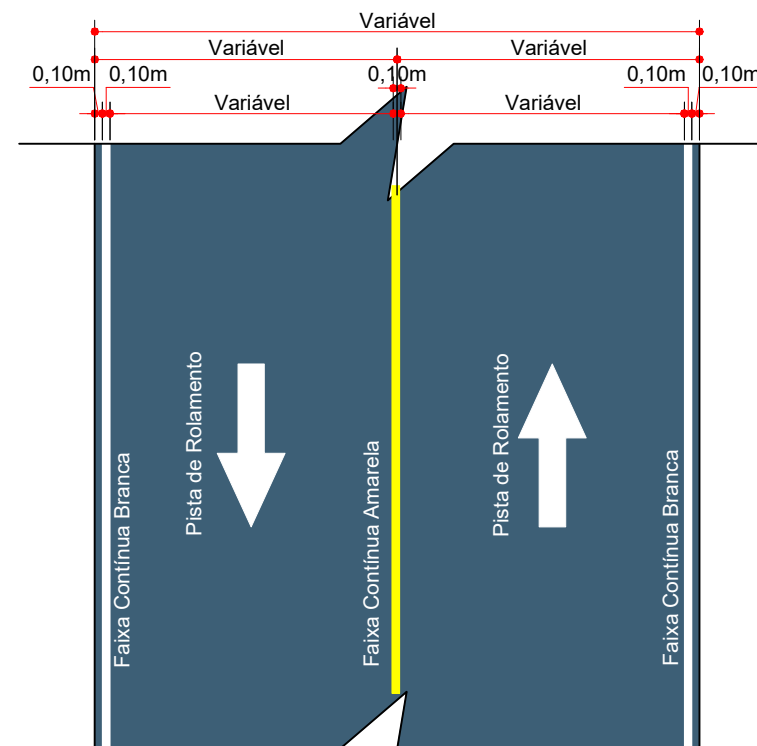 Variável
Variável
Variável
0,10m
0,10m
0,10m
0,10m
0,10m
Variável
Variável
Pista de Rolamento
Pista de Rolamento
Faixa Contínua Branca
Faixa Contínua Amarela
Faixa Contínua Branca